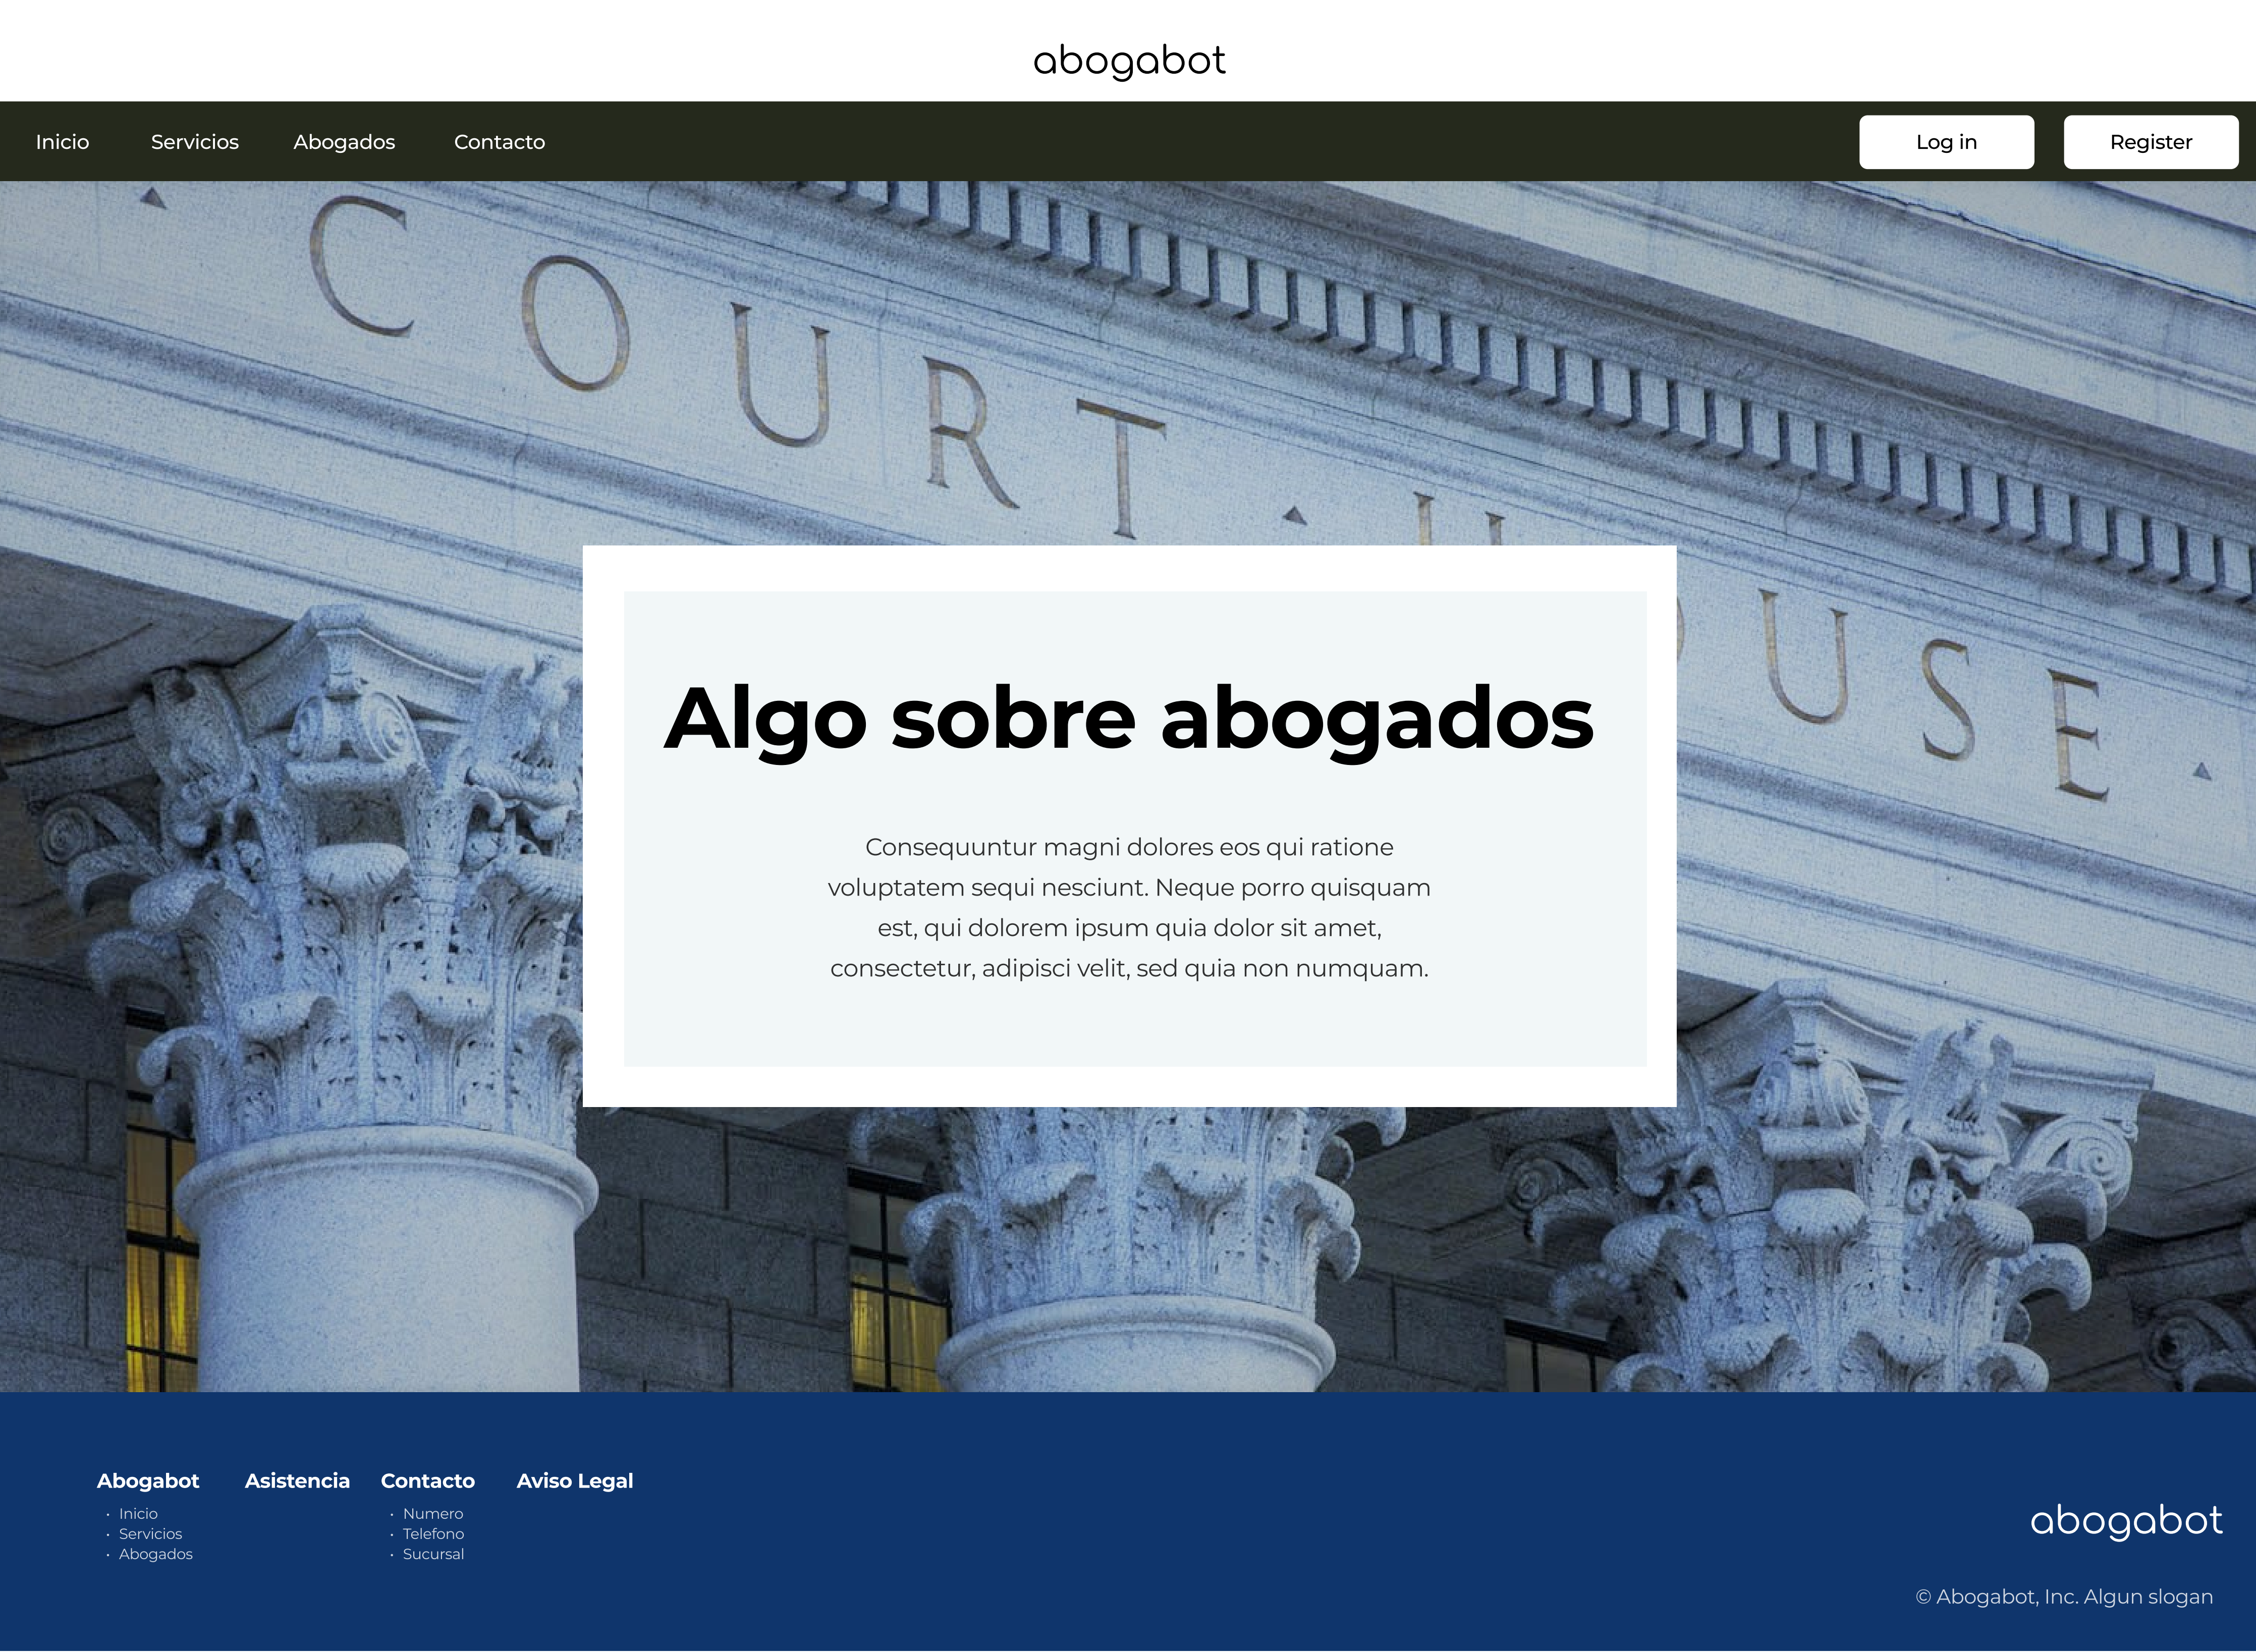 abogabot
Inicio Servicios Abogados Contacto Log in Register
COURT
USE
Algo sobre abogados
Consequuntur magni dolores eos qui ratione
voluptatem sequi nesciunt. Neque porro quisquam
est, qui dolorem ipsum quia dolor sit amet,
consectetur, adipisci velit, sed quia non numquam.
Abogabot
• Inicio
• Servicios
• Abogados
Asistencia
Contacto
• Numero
• Telefono
• Sucursal
Aviso Legal
abogabot
© Abogabot, Inc. Algun slogan